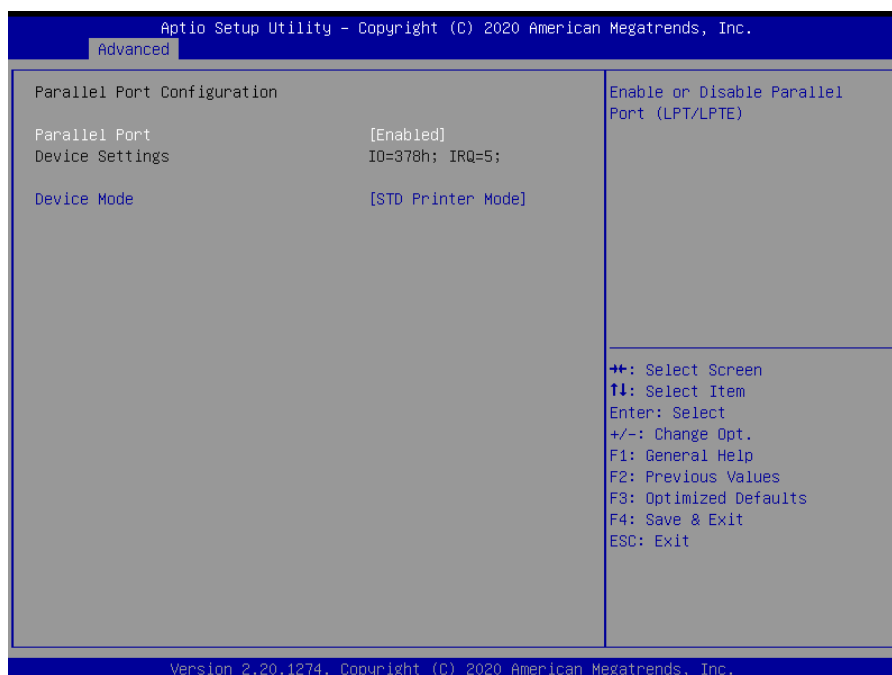 Aptio Setup Utility – Copyright (C) 2020 American Megatrends, Inc.
Advanced
Parallel Port Configuration
Parallel Port [Enabled]
Device Settings IO=378h; IRQ=5;
Device Mode [STD Printer Mode]
Enable or Disable Parallel
Port (LPT/LPTE)
→←: Select Screen
↑↓: Select Item
Enter: Select
+/-: Change Opt.
F1: General Help
F2: Previous Values
F3: Optimized Defaults
F4: Save & Exit
ESC: Exit
Version 2.20.1274. Copyright (C) 2020 American Megatrends, Inc.